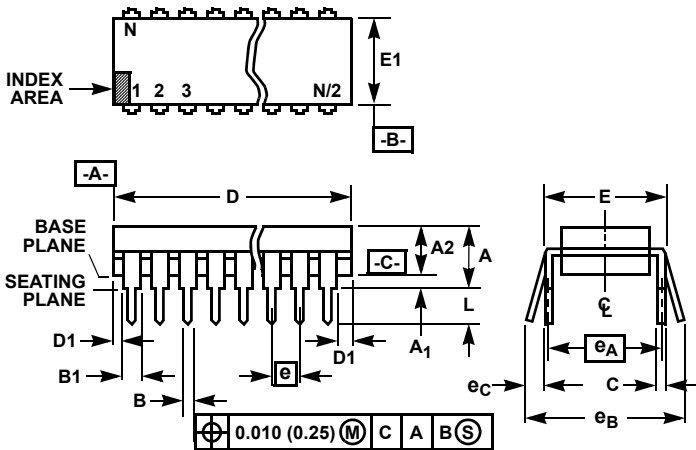 N
E1
INDEX
AREA
1 2 3 N/2
-B-
-A-
D
E
BASE
PLANE
A2
A
-C-
SEATING
PLANE
L
C L
D1
A1
D1
B1
e
eA
B
eC
C
eB
0.010 (0.25) M C A B S